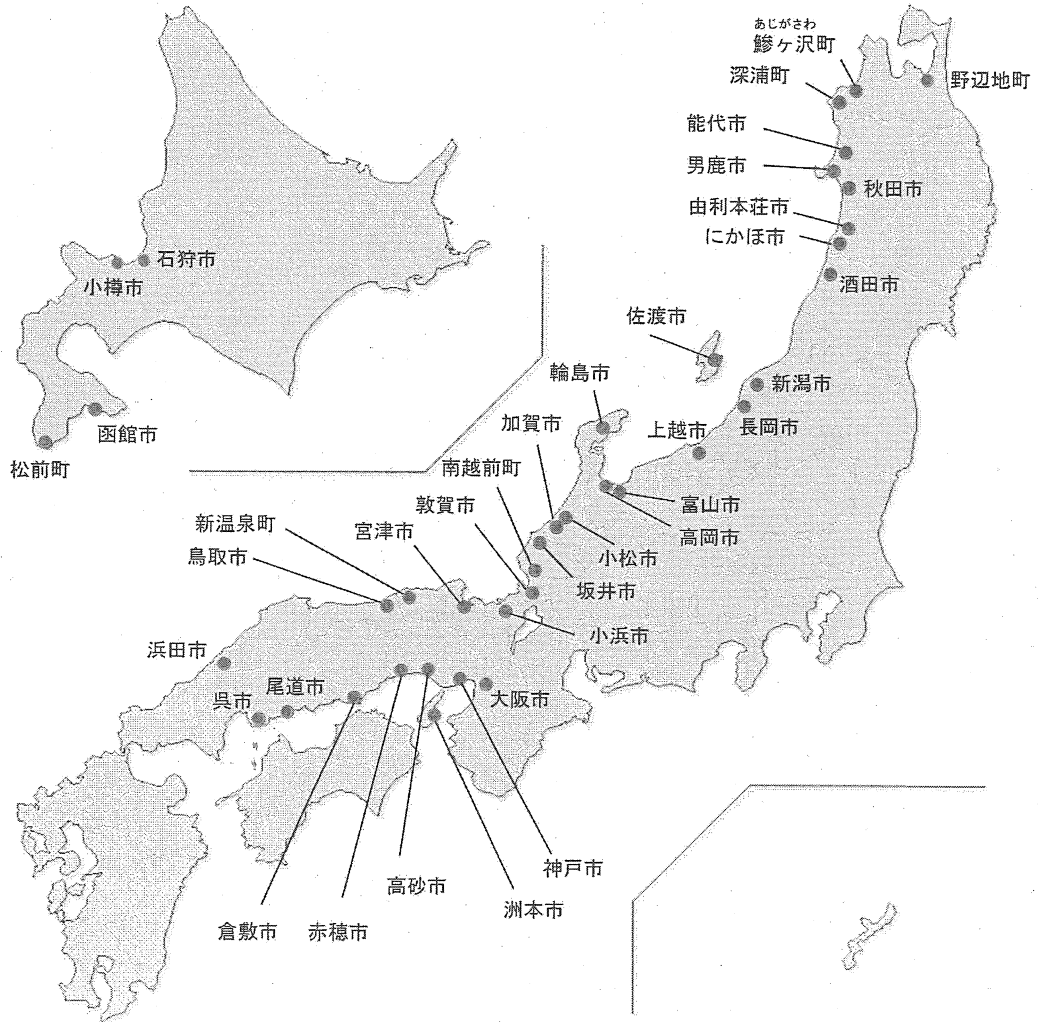 あじがさわ
鰺ヶ沢町
深浦町
野辺地町
能代市
男鹿市
秋田市
由利本荘市
にかほ市
酒田市
石狩市
小樽市
函館市
松前町
佐渡市
輪島市
新潟市
加賀市
上越市
長岡市
南越前町
敦賀市
富山市
新温泉町
宮津市
高岡市
鳥取市
小松市
坂井市
小浜市
浜田市
尾道市
呉市
大阪市
神戸市
高砂市
洲本市
倉敷市
赤穂市